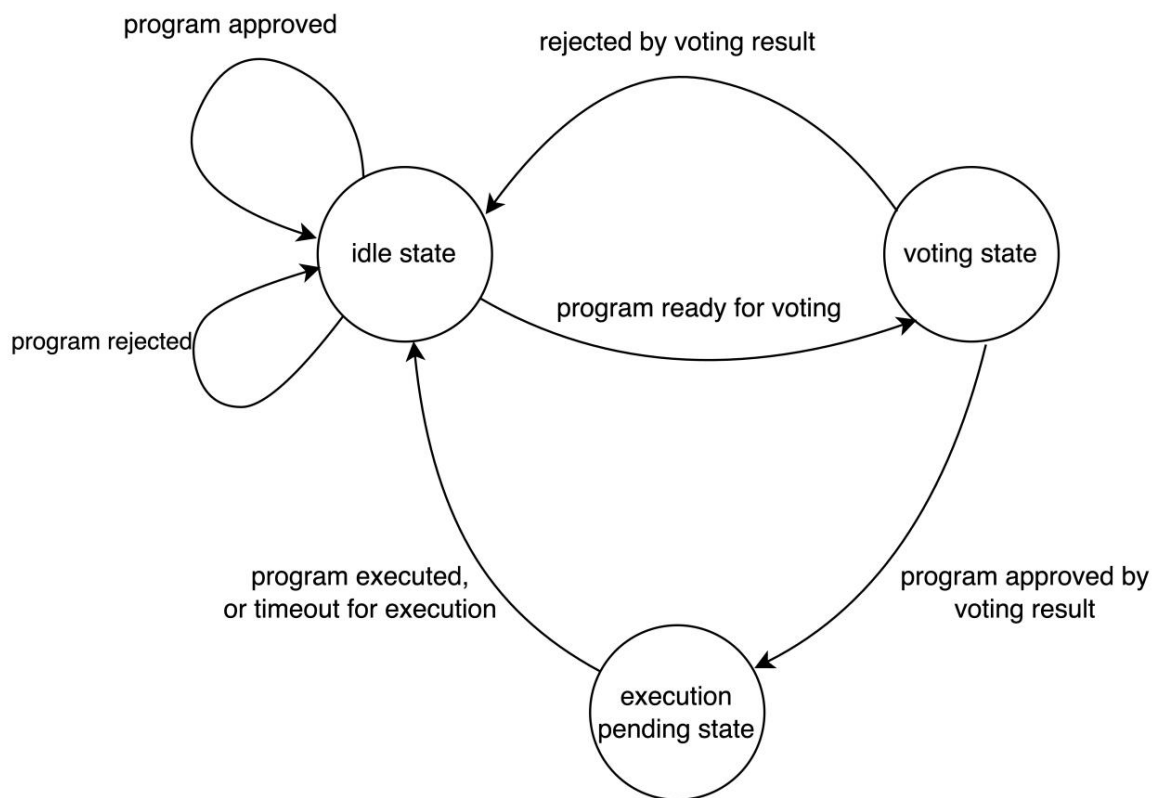 program approved
rejected by voting result
idle state
voting state
program ready for voting
program rejected
program executed,
or timeout for execution
program approved by
voting result
execution
pending state